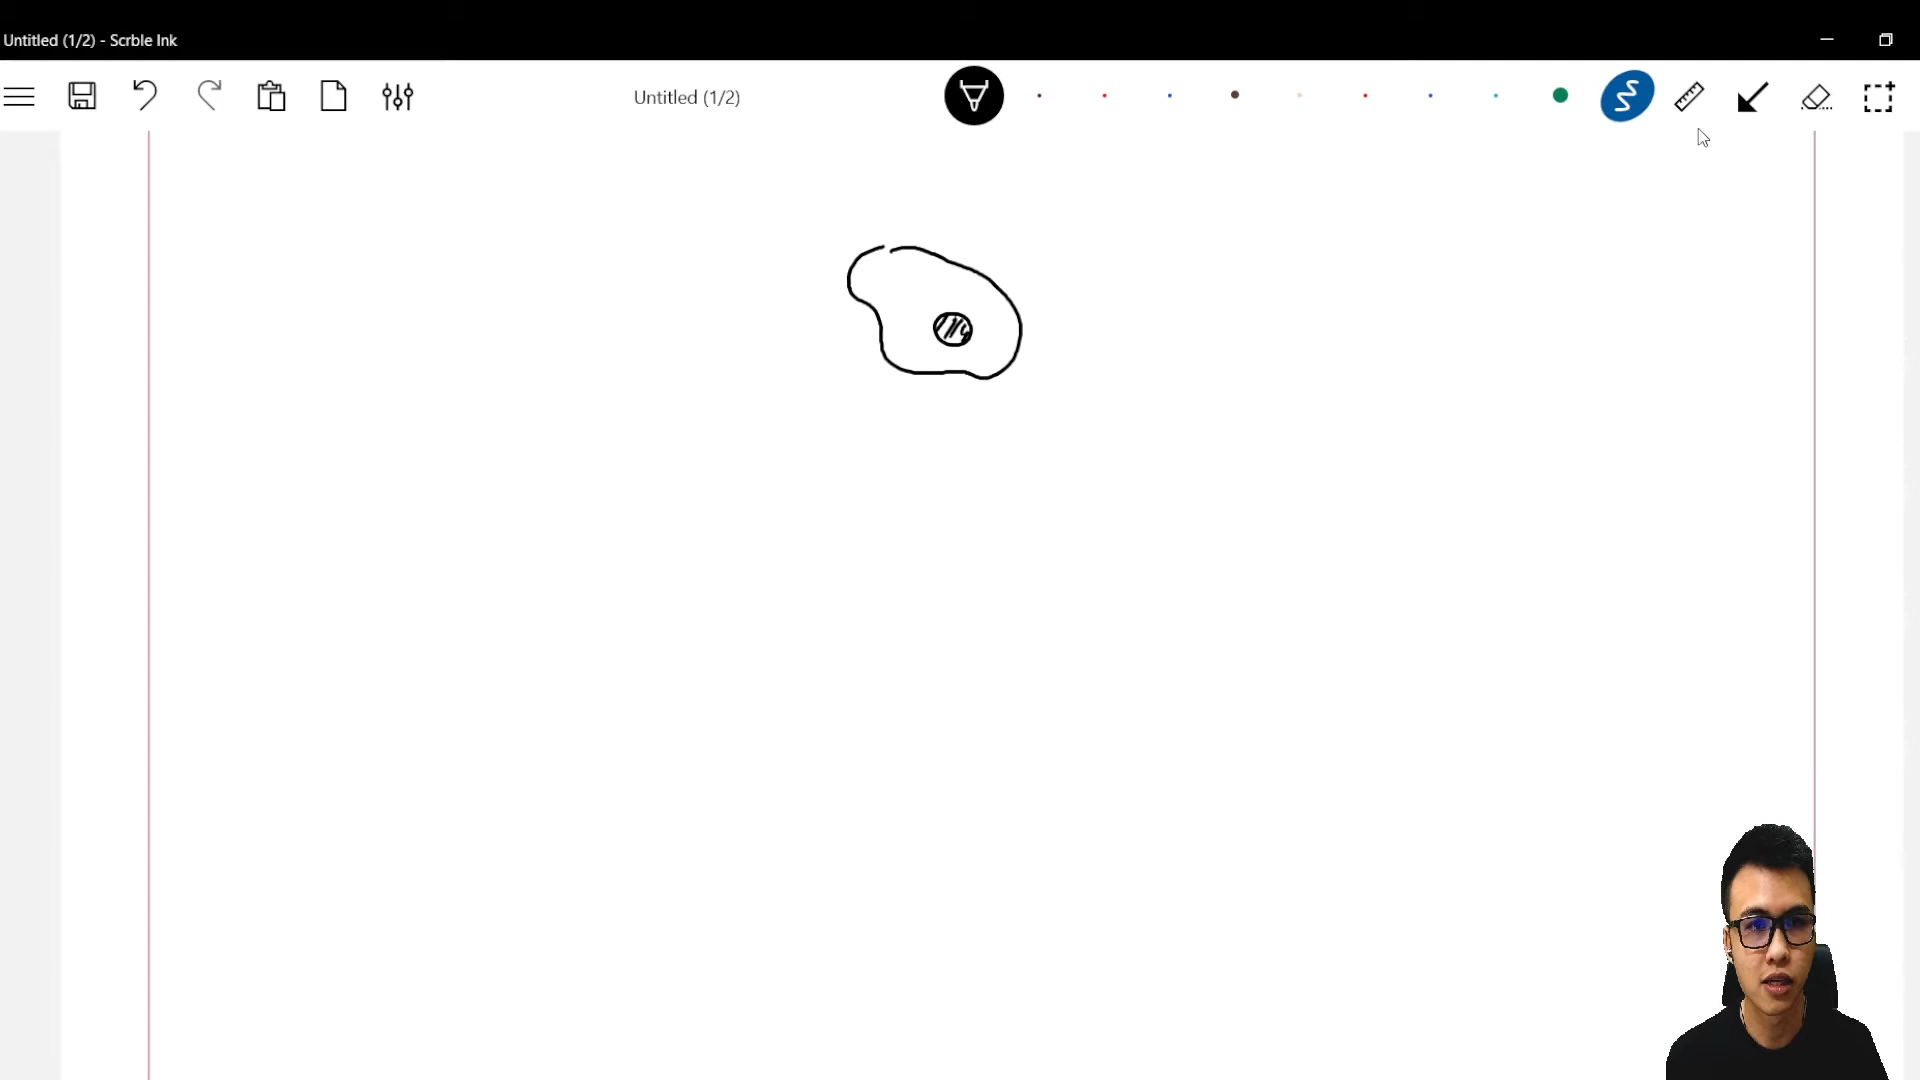 Untitled (1/2) - Scrble Ink
Untitled (1/2)